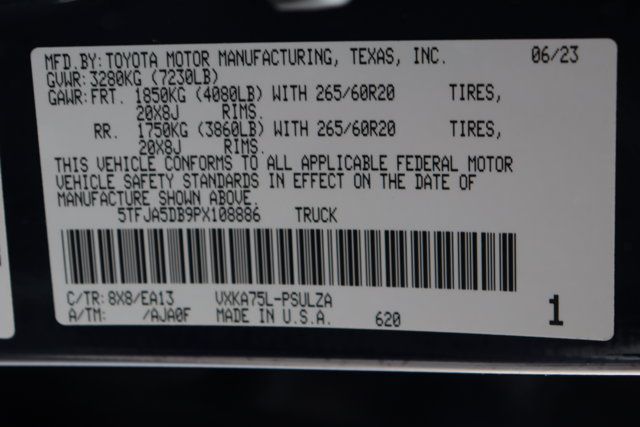 MFD.BY: TOYOTA MOTOR MANUFACTURING, TEXAS, INC. 06/23
GVWR: 3280KG (7230LB)
GAWR: FRT. 1850KG (4080LB) WITH 265/60R20 TIRES,
20X8J RIMS.
RR. 1750KG (3860LB) WITH 265/60R20 TIRES,
20X8J RIMS.
THIS VEHICLE CONFORMS TO ALL APPLICABLE FEDERAL MOTOR
VEHICLE SAFETY STANDARDS IN EFFECT ON THE DATE OF
MANUFACTURE SHOWN ABOVE.
5TFJA5DB9PX108886 TRUCK
C/TR: 8X8/EA13 VXKA75L-PSULZA
A/TM: /AJA0F MADE IN U.S.A. 620 1